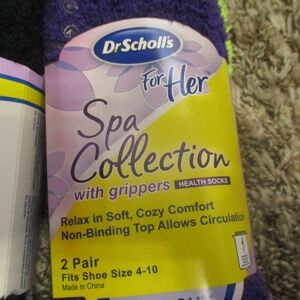 Dr Scholl's
For Her
Spa
Collection
with grippers HEALTH SOCKS
Relax in Soft, Cozy Comfort
Non-Binding Top Allows Circulation
2 Pair
Fits Shoe Size 4-10
Made In China